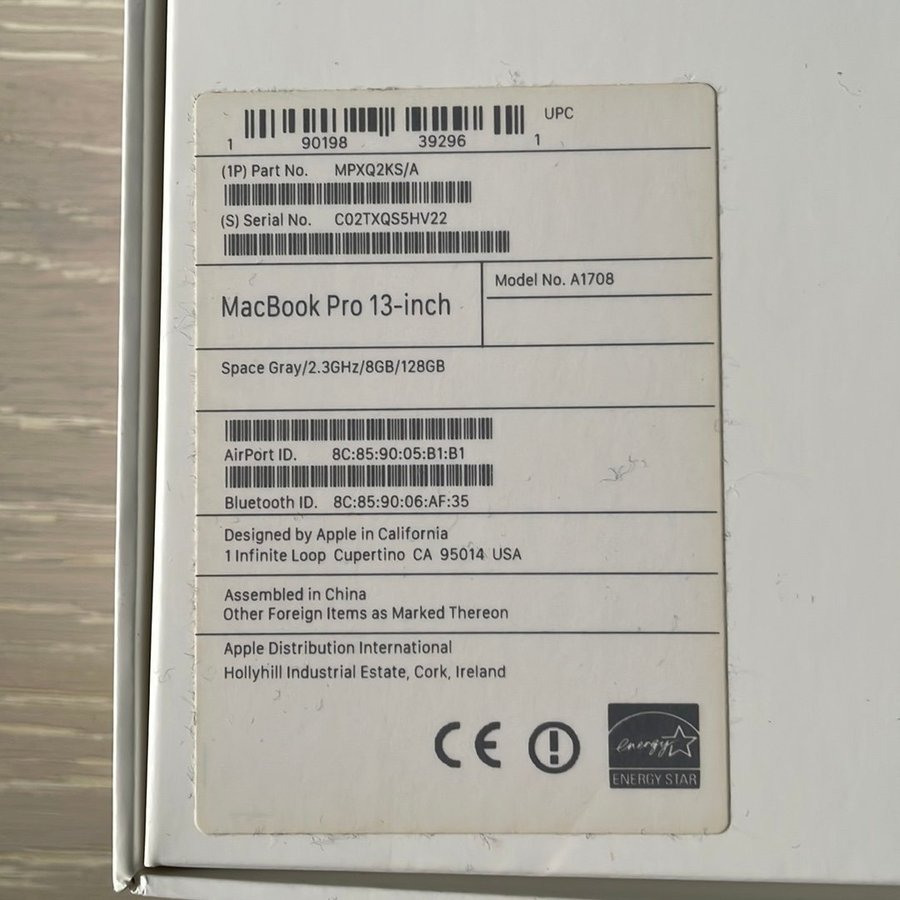 UPC
1 90198 39296 1
(1P) Part No. MPXQ2KS/A
(S) Serial No. C02TXQS5HV22
MacBook Pro 13-inch
Model No. A1708
Space Gray/2.3GHz/8GB/128GB
AirPort ID. 8C:85:90:05:B1:B1
Bluetooth ID. 8C:85:90:06:AF:35
Designed by Apple in California
1 Infinite Loop Cupertino CA 95014 USA
Assembled in China
Other Foreign Items as Marked Thereon
Apple Distribution International
Hollyhill Industrial Estate, Cork, Ireland
CE
energy
ENERGY STAR